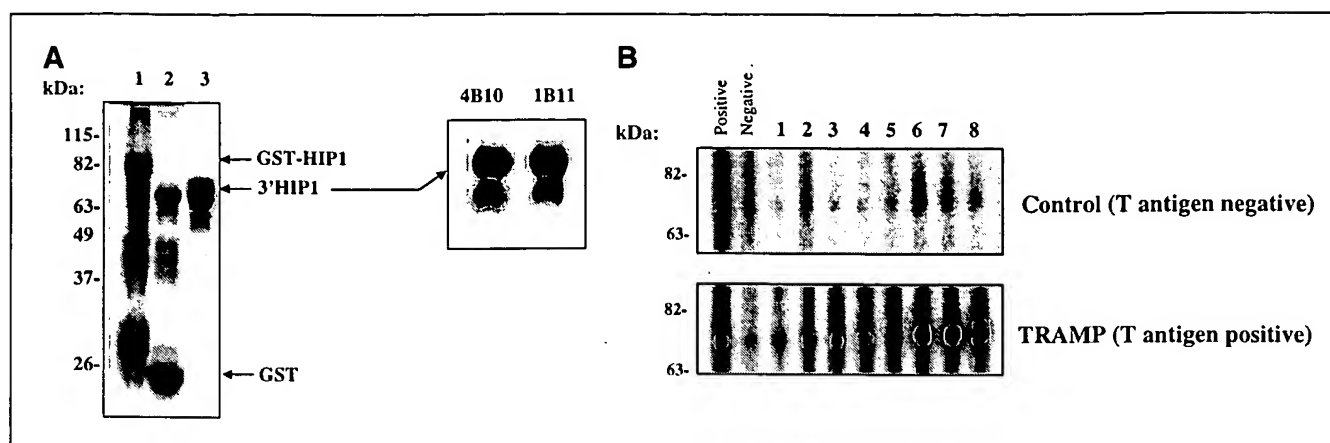 A
kDa:
1 2 3
115-
82-
63-
49
37-
26-
GST-HIP1
3'HIP1
GST
4B10 1B11
B
kDa:
Positive Negative. 1 2 3 4 5 6 7 8
82-
63-
Control (T antigen negative)
82-
63-
TRAMP (T antigen positive)